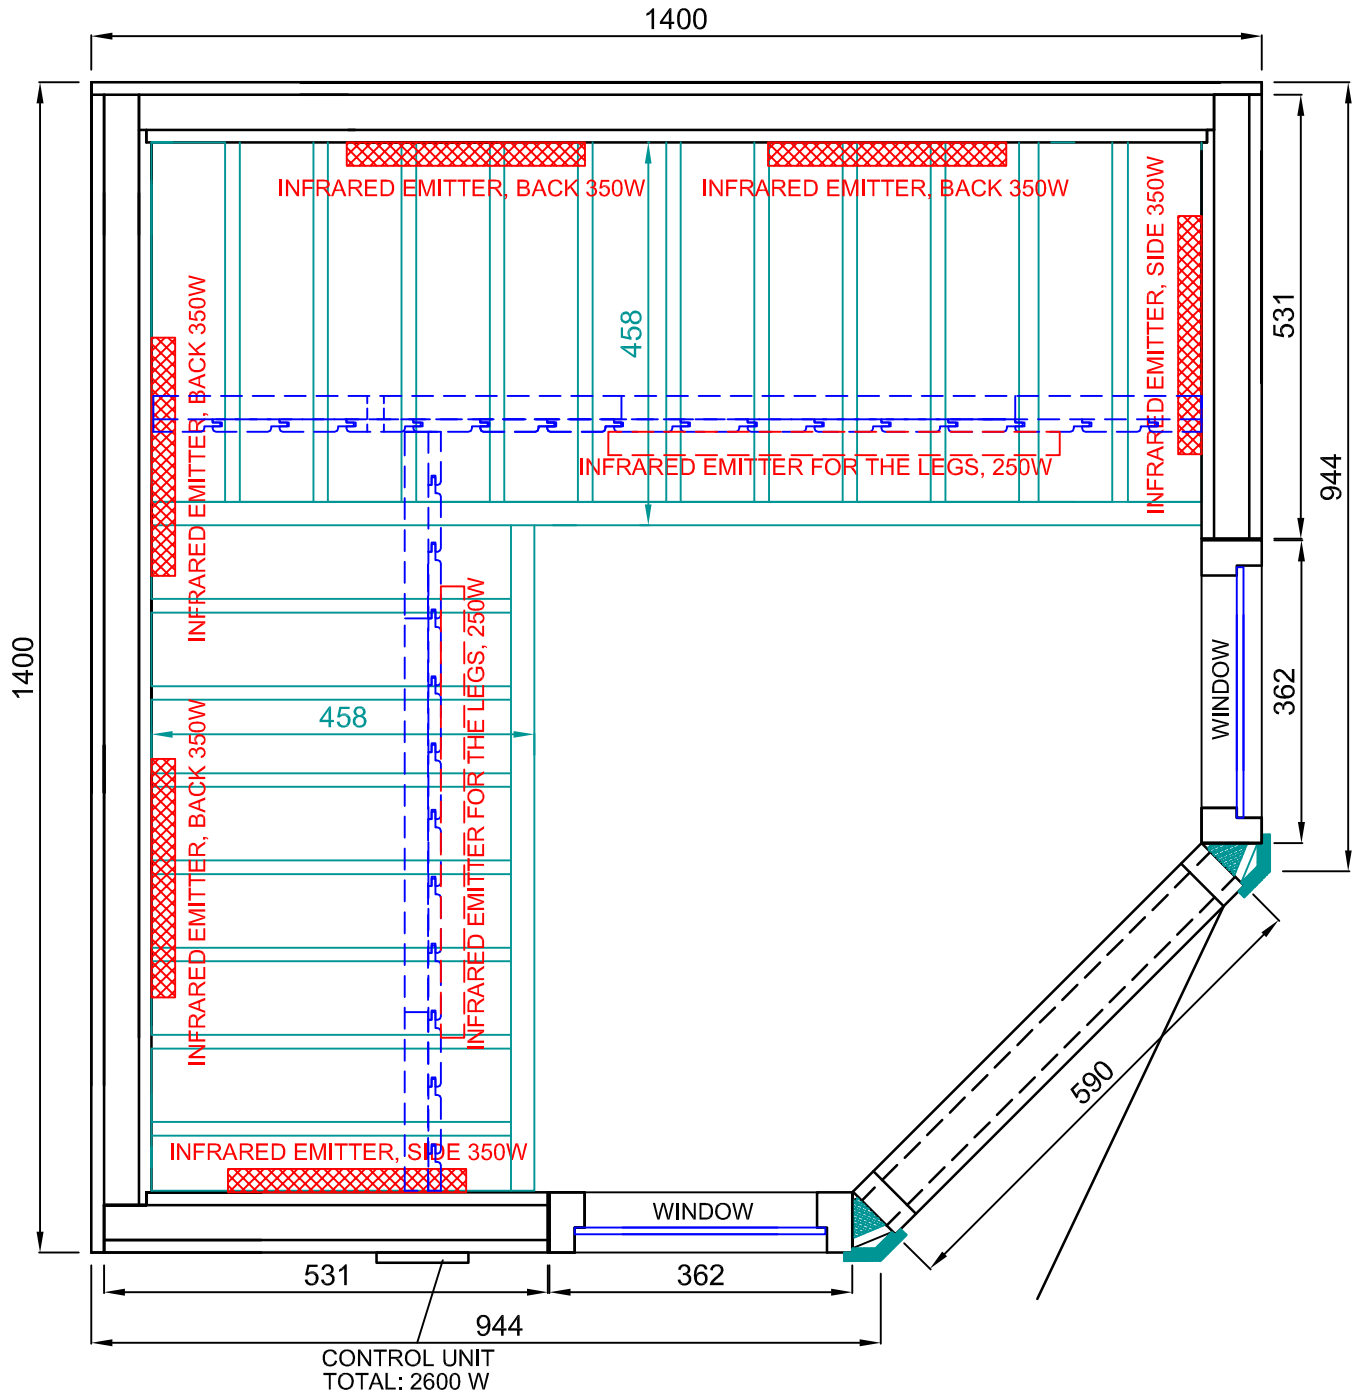 1400
INFRARED EMITTER, BACK 350W
INFRARED EMITTER, BACK 350W
INFRARED EMITTER, SIDE 350W
531
944
458
INFRARED EMITTER, BACK 350W
INFRARED EMITTER FOR THE LEGS, 250W
1400
INFRARED EMITTER FOR THE LEGS, 250W
WINDOW
362
458
INFRARED EMITTER, BACK 350W
590
INFRARED EMITTER, SIDE 350W
WINDOW
531
362
944
CONTROL UNIT
TOTAL: 2600 W